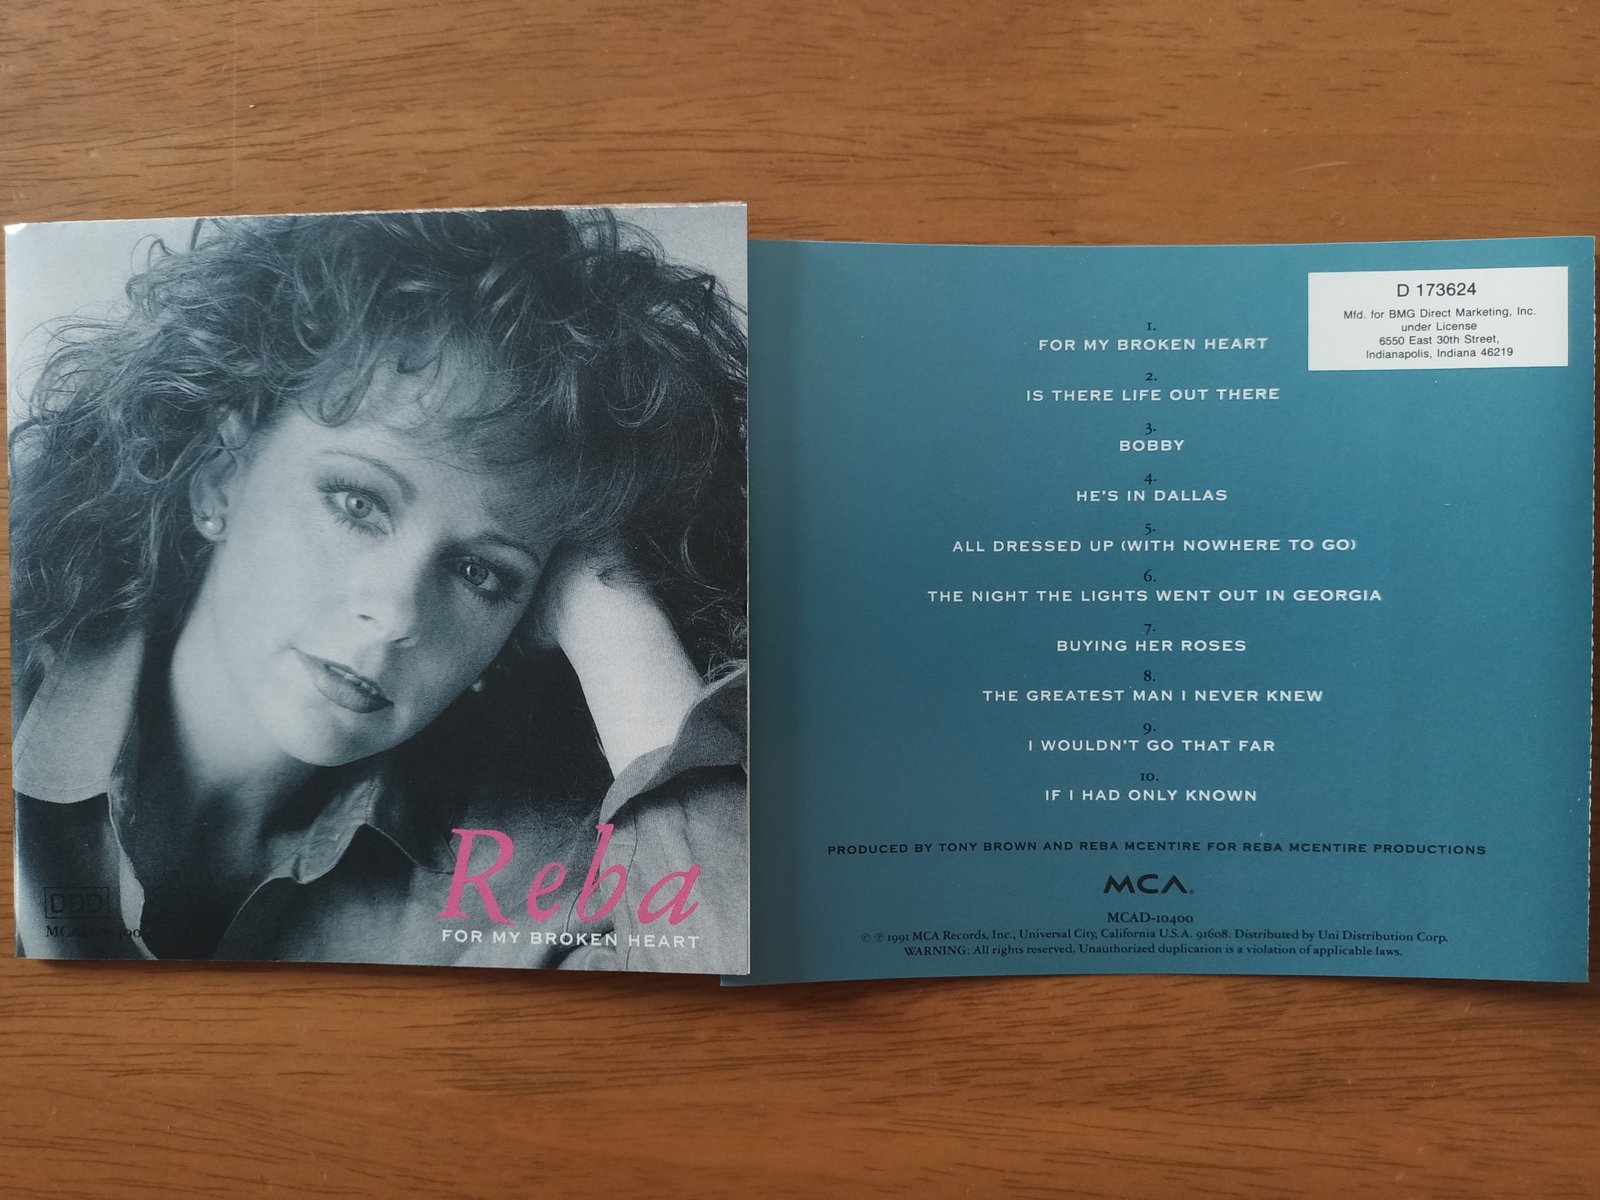 Reba
FOR MY BROKEN HEART
DDD
MCAD-10400
D 173624
Mfd. for BMG Direct Marketing, Inc.
under License
6550 East 30th Street,
Indianapolis, Indiana 46219
1.
FOR MY BROKEN HEART
2.
IS THERE LIFE OUT THERE
3.
BOBBY
4.
HE'S IN DALLAS
5.
ALL DRESSED UP (WITH NOWHERE TO GO)
6.
THE NIGHT THE LIGHTS WENT OUT IN GEORGIA
7.
BUYING HER ROSES
8.
THE GREATEST MAN I NEVER KNEW
9.
I WOULDN'T GO THAT FAR
10.
IF I HAD ONLY KNOWN
PRODUCED BY TONY BROWN AND REBA MCENTIRE FOR REBA MCENTIRE PRODUCTIONS
MCA®
MCAD-10400
© ℗ 1991 MCA Records, Inc., Universal City, California U.S.A. 91608. Distributed by Uni Distribution Corp.
WARNING: All rights reserved. Unauthorized duplication is a violation of applicable laws.